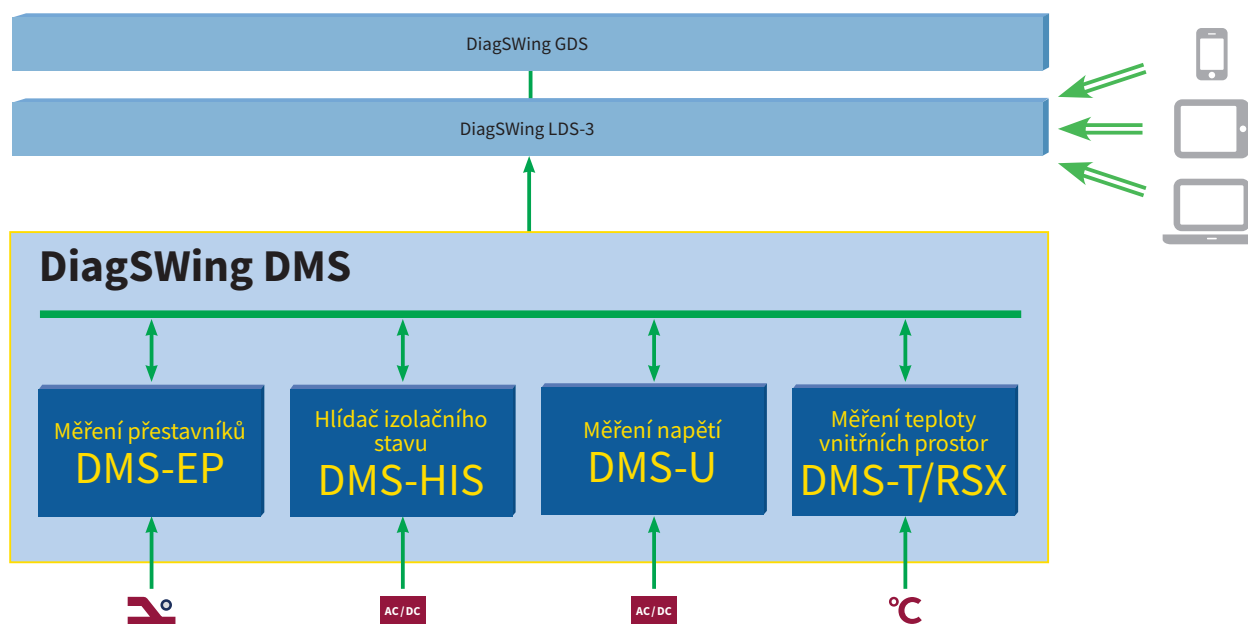 DiagSWing GDS
DiagSWing LDS-3
DiagSWing DMS
Měření přestavníků
DMS-EP
Hlídač izolačního
stavu
DMS-HIS
Měření napětí
DMS-U
Měření teploty
vnitřních prostor
DMS-T/RSX
AC/DC
AC/DC
°C